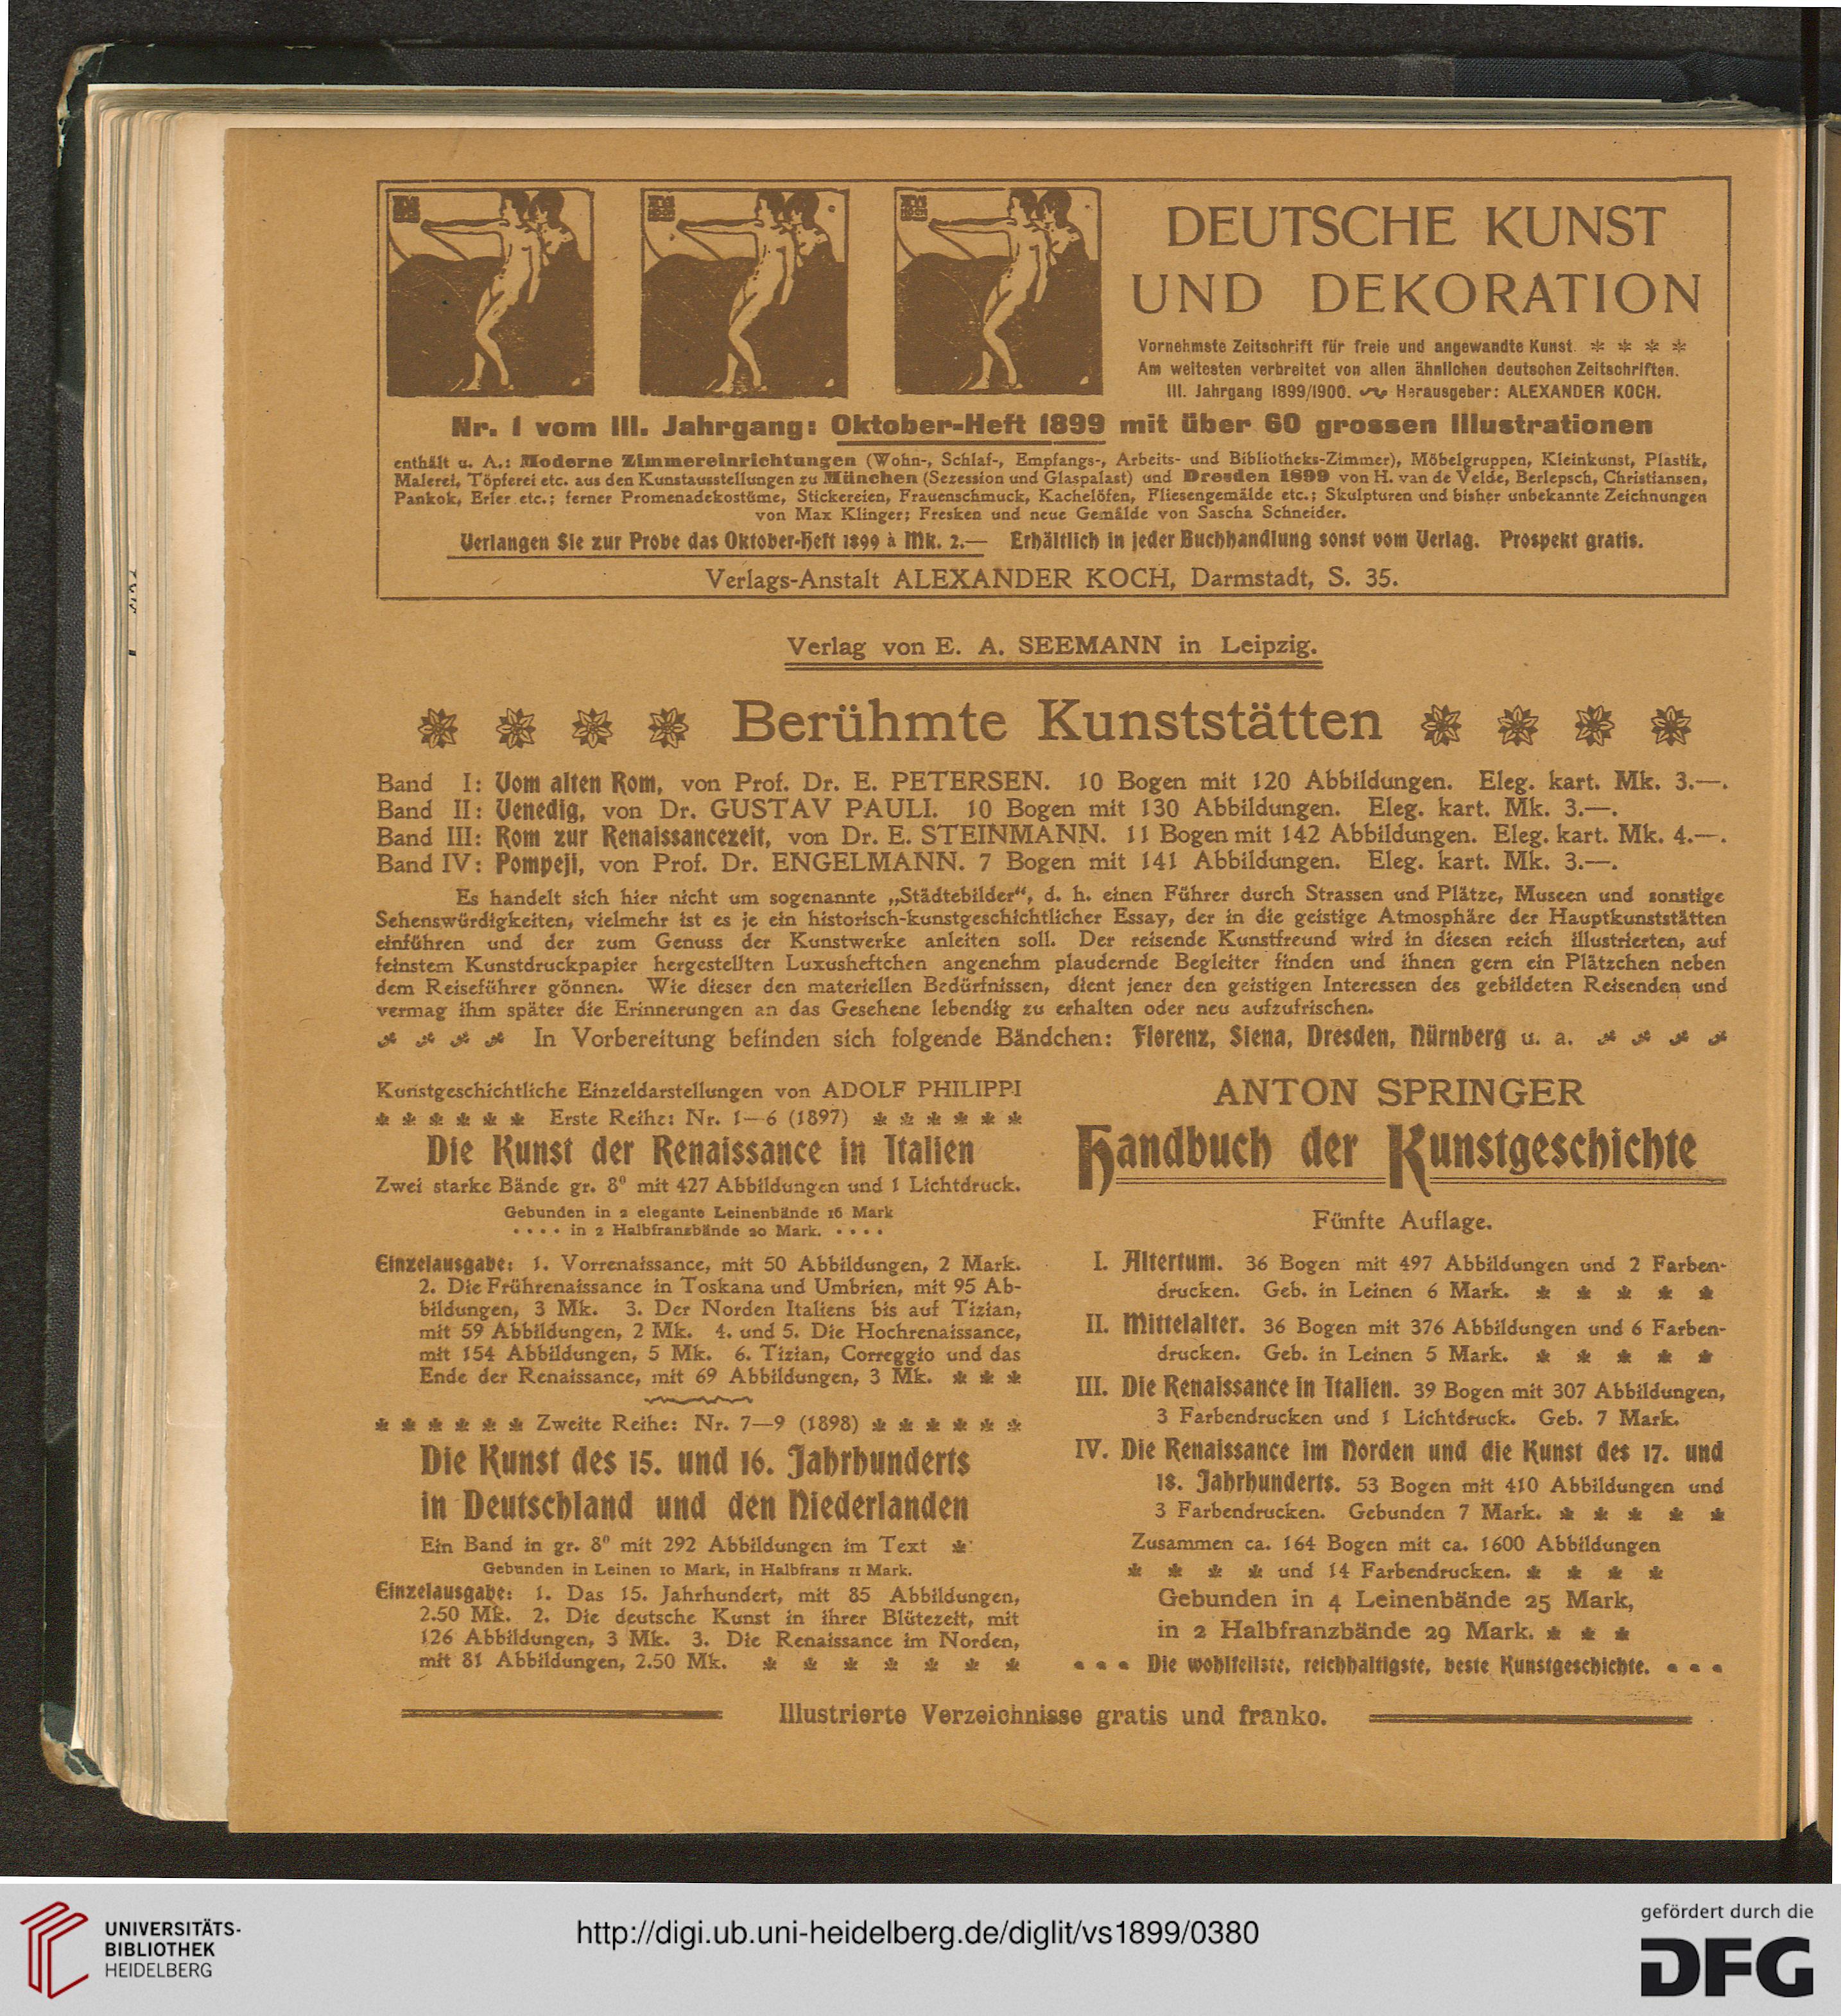 DEUTSCHE KUNST
UND DEKORATION
Vornehmste Zeitschrift für freie und angewandte Kunst.
Am weitesten verbreitet von allen ähnlichen deutschen Zeitschriften.
III. Jahrgang 1899/1900. Herausgeber: ALEXANDER KOCH.
Nr. 1 vom III. Jahrgang: Oktober-Heft 1899 mit über 60 grossen Illustrationen
enthält u. A.: Moderne Zimmereinrichtungen (Wohn-, Schlaf-, Empfangs-, Arbeits- und Bibliotheks-Zimmer), Möbelgruppen, Kleinkunst, Plastik,
Malerei, Töpferei etc. aus den Kunstausstellungen zu München (Sezession und Glaspalast) und Dresden 1899 von H. van de Velde, Berlepsch, Christiansen,
Pankok, Erler etc.; ferner Promenadekostüme, Stickereien, Frauenschmuck, Kachelöfen, Fliesengemälde etc.; Skulpturen und bisher unbekannte Zeichnungen
von Max Klinger; Fresken und neue Gemälde von Sascha Schneider.
Verlangen Sie zur Probe das Oktober-Heft 1899 à Mk. 2.— Erhältlich in jeder Buchhandlung sonst vom Verlag. Prospekt gratis.
Verlags-Anstalt ALEXANDER KOCH, Darmstadt, S. 35.
Verlag von E. A. SEEMANN in Leipzig.
Berühmte Kunststätten
Band I: Vom alten Rom, von Prof. Dr. E. PETERSEN. 10 Bogen mit 120 Abbildungen. Eleg. kart. Mk. 3.—.
Band II: Venedig, von Dr. GUSTAV PAULI. 10 Bogen mit 130 Abbildungen. Eleg. kart. Mk. 3.—.
Band III: Rom zur Renaissancezeit, von Dr. E. STEINMANN. 11 Bogen mit 142 Abbildungen. Eleg. kart. Mk. 4.—.
Band IV: Pompeji, von Prof. Dr. ENGELMANN. 7 Bogen mit 141 Abbildungen. Eleg. kart. Mk. 3.—.
Es handelt sich hier nicht um sogenannte „Städtebilder“, d. h. einen Führer durch Strassen und Plätze, Museen und sonstige
Sehenswürdigkeiten, vielmehr ist es je ein historisch-kunstgeschichtlicher Essay, der in die geistige Atmosphäre der Hauptkunststätten
einführen und der zum Genuss der Kunstwerke anleiten soll. Der reisende Kunstfreund wird in diesen reich illustrierten, auf
feinstem Kunstdruckpapier hergestellten Luxusheftchen angenehm plaudernde Begleiter finden und ihnen gern ein Plätzchen neben
dem Reiseführer gönnen. Wie dieser den materiellen Bedürfnissen, dient jener den geistigen Interessen des gebildeten Reisenden und
vermag ihm später die Erinnerungen an das Gesehene lebendig zu erhalten oder neu aufzufrischen.
In Vorbereitung befinden sich folgende Bändchen: Florenz, Siena, Dresden, Nürnberg u. a.
Kunstgeschichtliche Einzeldarstellungen von ADOLF PHILIPPI
Erste Reihe: Nr. 1—6 (1897)
Die Kunst der Renaissance in Italien
Zwei starke Bände gr. 8° mit 427 Abbildungen und 1 Lichtdruck.
Gebunden in 2 elegante Leinenbände 16 Mark
in 2 Halbfranzbände 20 Mark.
Einzelausgabe: 1. Vorrenaissance, mit 50 Abbildungen, 2 Mark.
2. Die Frührenaissance in Toskana und Umbrien, mit 95 Ab-
bildungen, 3 Mk. 3. Der Norden Italiens bis auf Tizian,
mit 59 Abbildungen, 2 Mk. 4. und 5. Die Hochrenaissance,
mit 154 Abbildungen, 5 Mk. 6. Tizian, Correggio und das
Ende der Renaissance, mit 69 Abbildungen, 3 Mk.
Zweite Reihe: Nr. 7—9 (1898)
Die Kunst des 15. und 16. Jahrhunderts
in Deutschland und den Niederlanden
Ein Band in gr. 8° mit 292 Abbildungen im Text
Gebunden in Leinen 10 Mark, in Halbfranz 11 Mark.
Einzelausgabe: 1. Das 15. Jahrhundert, mit 85 Abbildungen,
2.50 Mk. 2. Die deutsche Kunst in ihrer Blütezeit, mit
126 Abbildungen, 3 Mk. 3. Die Renaissance im Norden,
mit 81 Abbildungen, 2.50 Mk.
ANTON SPRINGER
Handbuch der Kunstgeschichte
Fünfte Auflage.
I. Altertum. 36 Bogen mit 497 Abbildungen und 2 Farben-
drucken. Geb. in Leinen 6 Mark.
II. Mittelalter. 36 Bogen mit 376 Abbildungen und 6 Farben-
drucken. Geb. in Leinen 5 Mark.
III. Die Renaissance in Italien. 39 Bogen mit 307 Abbildungen,
3 Farbendrucken und 1 Lichtdruck. Geb. 7 Mark.
IV. Die Renaissance im Norden und die Kunst des 17. und
18. Jahrhunderts. 53 Bogen mit 410 Abbildungen und
3 Farbendrucken. Gebunden 7 Mark.
Zusammen ca. 164 Bogen mit ca. 1600 Abbildungen
und 14 Farbendrucken.
Gebunden in 4 Leinenbände 25 Mark,
in 2 Halbfranzbände 29 Mark.
Die wohlfeilste, reichhaltigste, beste Kunstgeschichte.
Illustrierte Verzeichnisse gratis und franko.
UNIVERSITÄTS-
BIBLIOTHEK
HEIDELBERG
http://digi.ub.uni-heidelberg.de/diglit/vs1899/0380
gefördert durch die
DFG